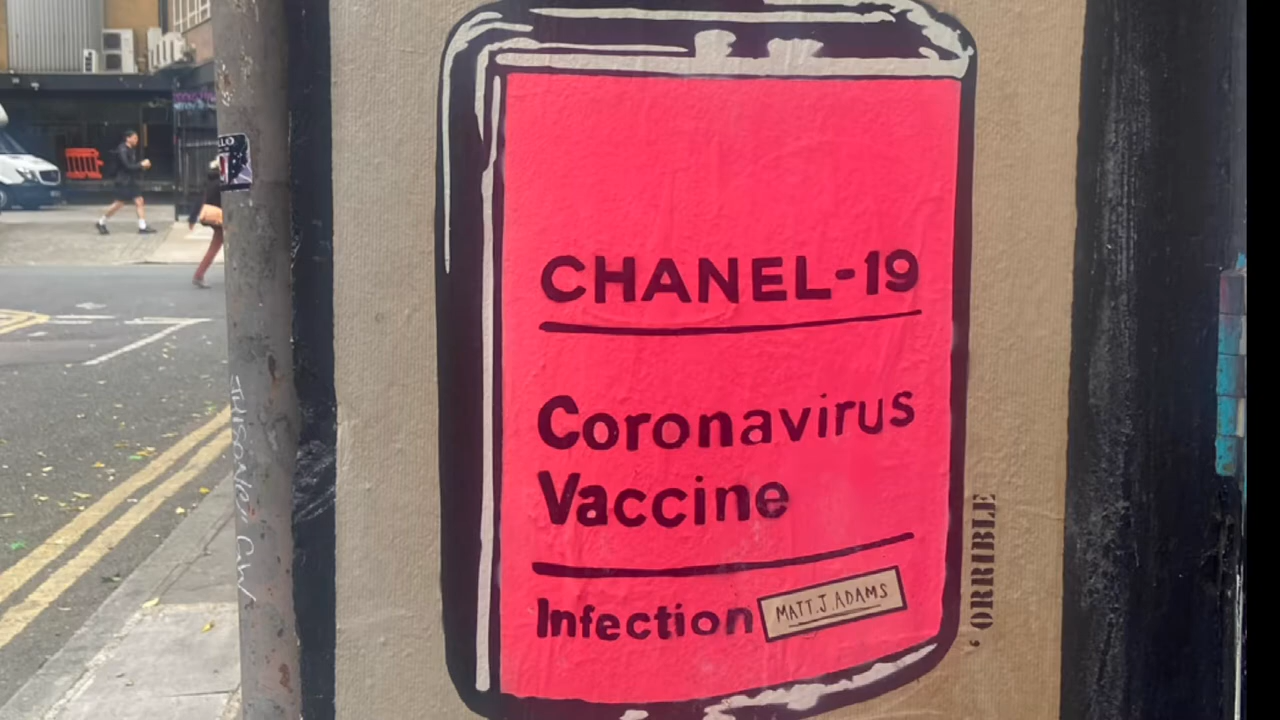 CHANEL-19
Coronavirus
Vaccine
Infection
MATT.J.ADAMS
'ORRIBLE